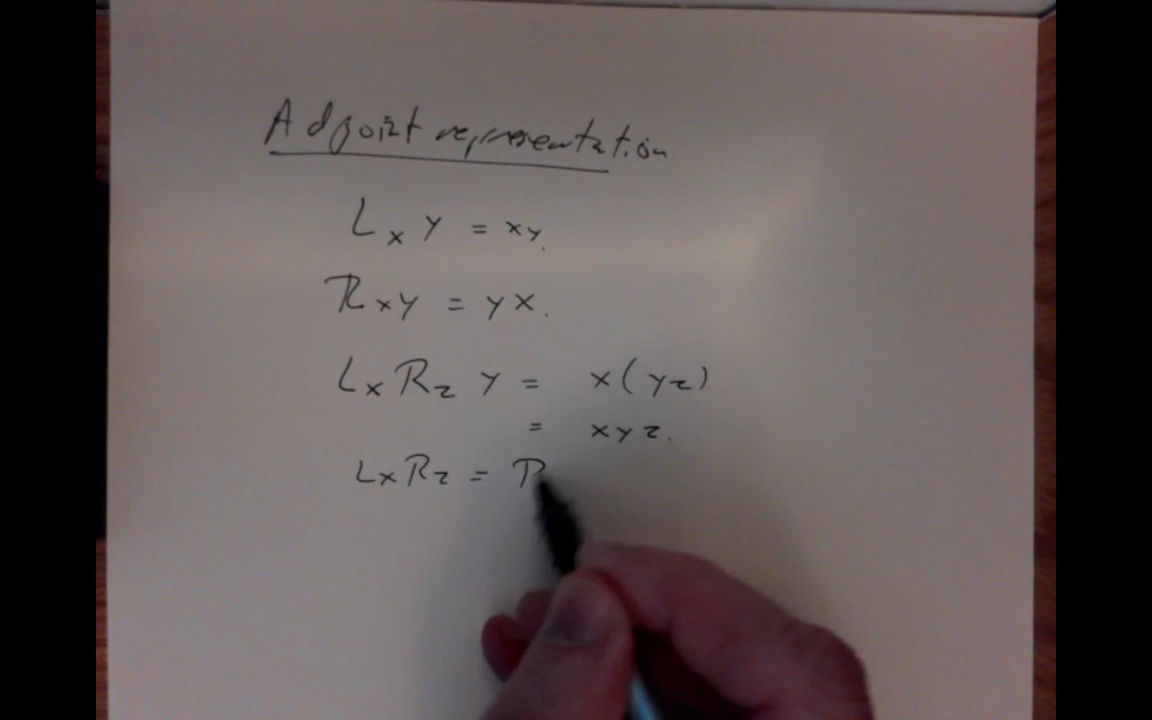 Adjoint representation
L_x y = xy.
R_x y = yx.
L_x R_z y = x(yz)
= xyz.
L_x R_z = R